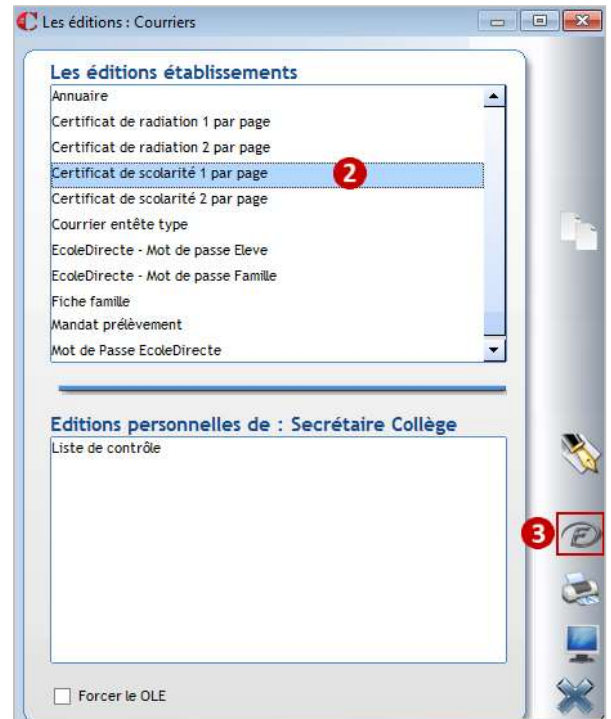 Les éditions : Courriers
Les éditions établissements
Annuaire
Certificat de radiation 1 par page
Certificat de radiation 2 par page
Certificat de scolarité 1 par page
2
Certificat de scolarité 2 par page
Courrier entête type
EcoleDirecte - Mot de passe Eleve
EcoleDirecte - Mot de passe Famille
Fiche famille
Mandat prélèvement
Mot de Passe EcoleDirecte
Editions personnelles de : Secrétaire Collège
Liste de contrôle
3
F
Forcer le OLE